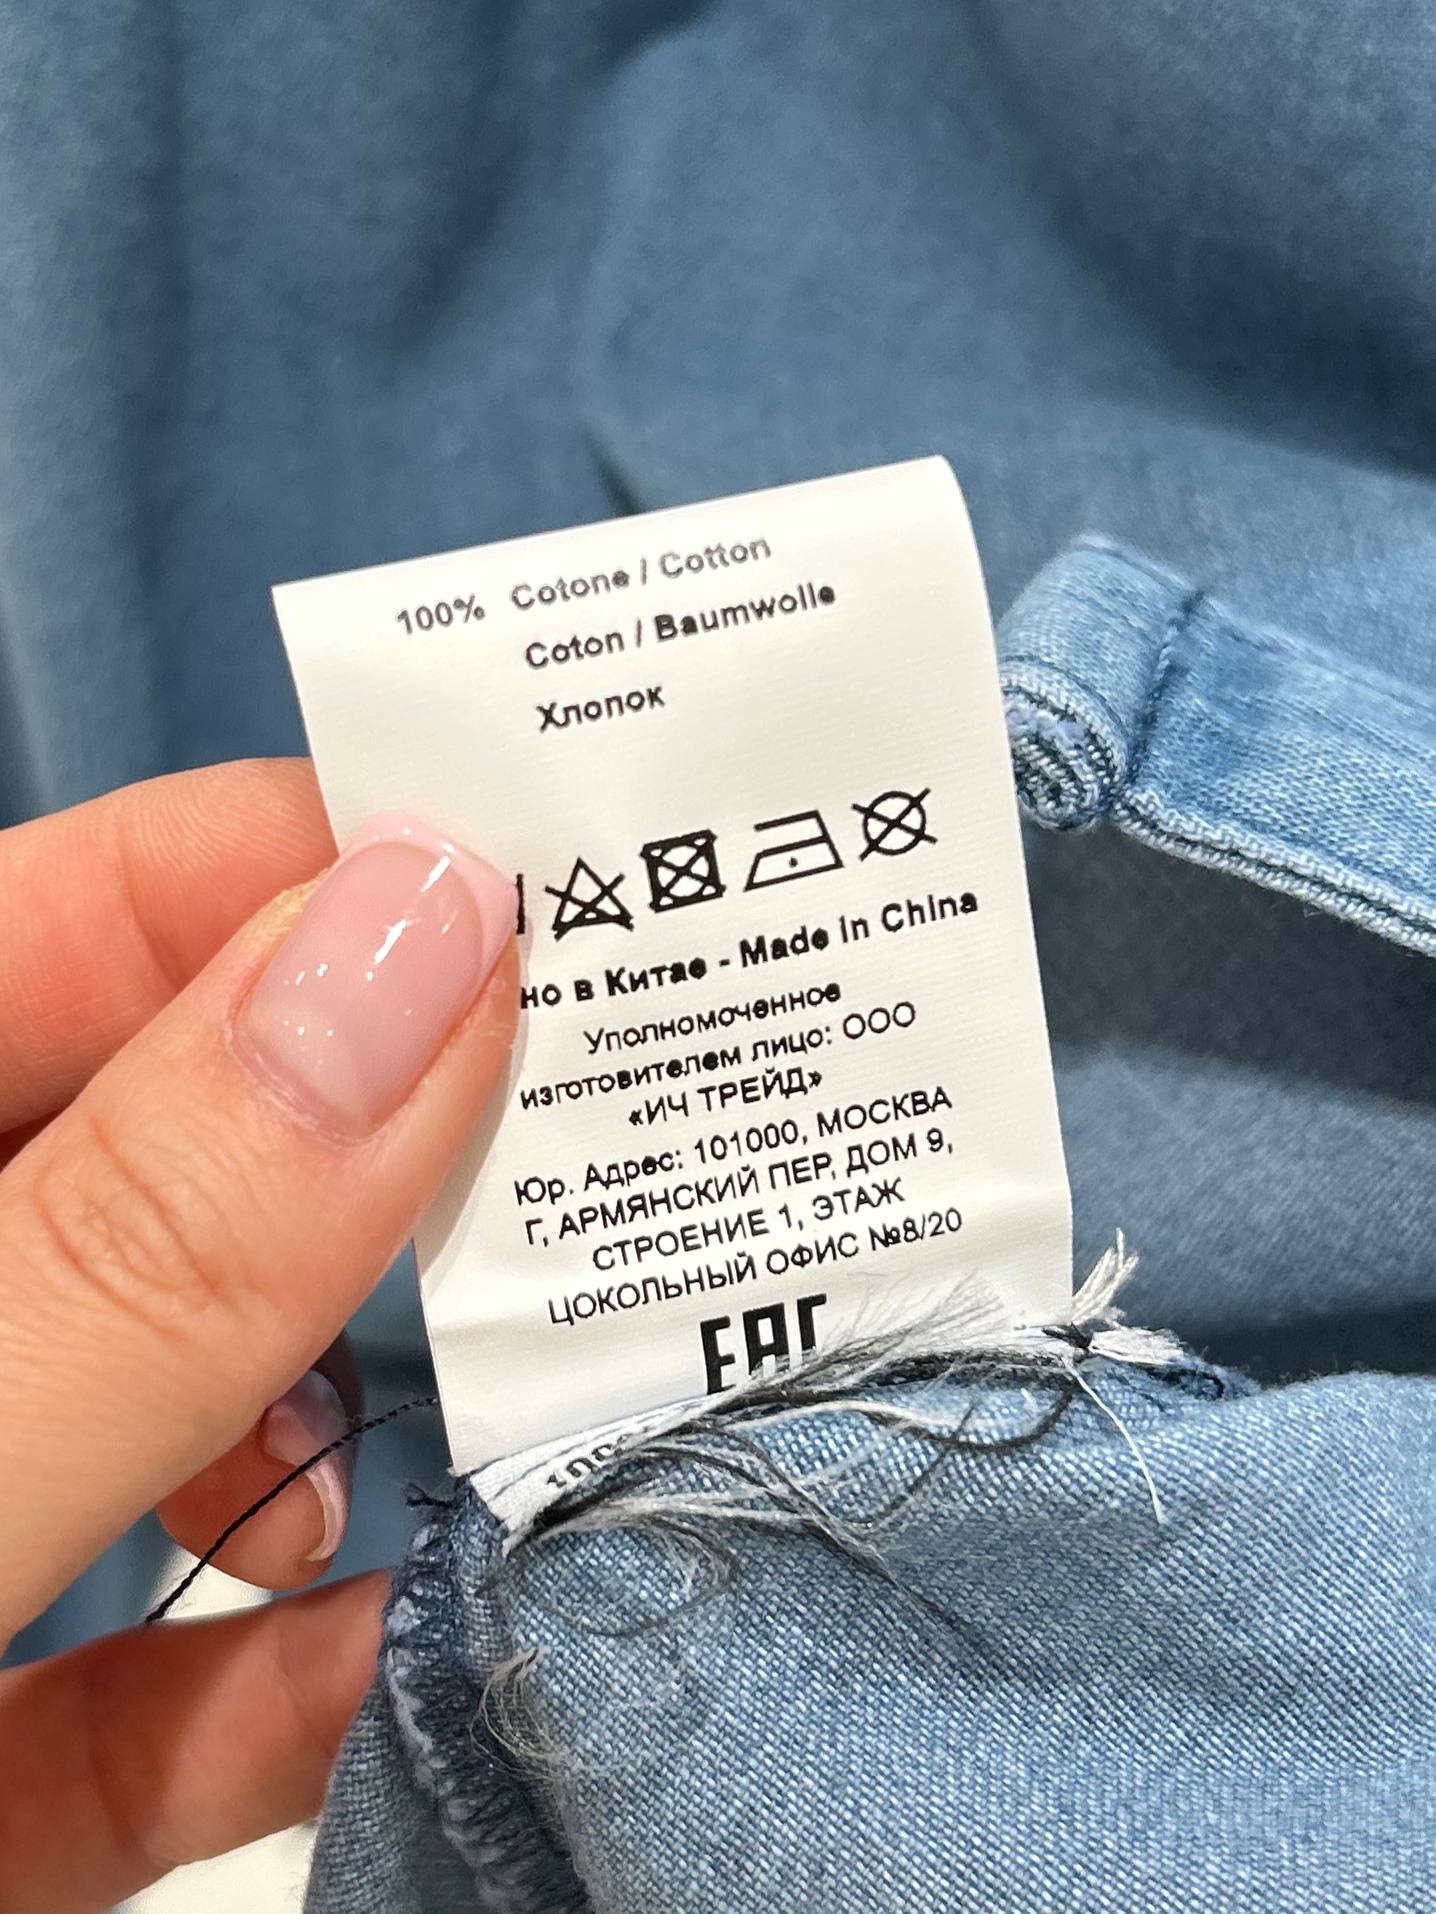 100% Cotone / Cotton
Coton / Baumwolle
Хлопок
но в Китае - Made in China
Уполномоченное
изготовителем лицо: ООО
«ИЧ ТРЕЙД»
Юр. Адрес: 101000, МОСКВА
Г, АРМЯНСКИЙ ПЕР, ДОМ 9,
СТРОЕНИЕ 1, ЭТАЖ
ЦОКОЛЬНЫЙ ОФИС №8/20
EAC